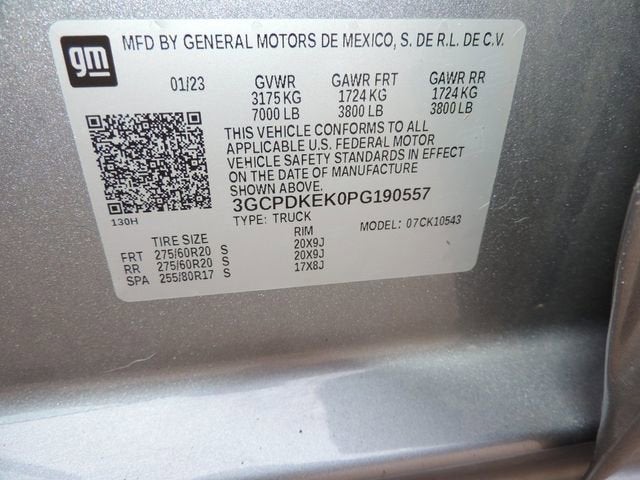 gm
MFD BY GENERAL MOTORS DE MEXICO, S. DE R.L. DE C.V.
01/23 GVWR GAWR FRT GAWR RR
3175 KG 1724 KG 1724 KG
7000 LB 3800 LB 3800 LB
THIS VEHICLE CONFORMS TO ALL
APPLICABLE U.S. FEDERAL MOTOR
VEHICLE SAFETY STANDARDS IN EFFECT
ON THE DATE OF MANUFACTURE
SHOWN ABOVE.
3GCPDKEK0PG190557
130H TYPE: TRUCK MODEL: 07CK10543
TIRE SIZE RIM
FRT 275/60R20 S 20X9J
RR 275/60R20 S 20X9J
SPA 255/80R17 S 17X8J